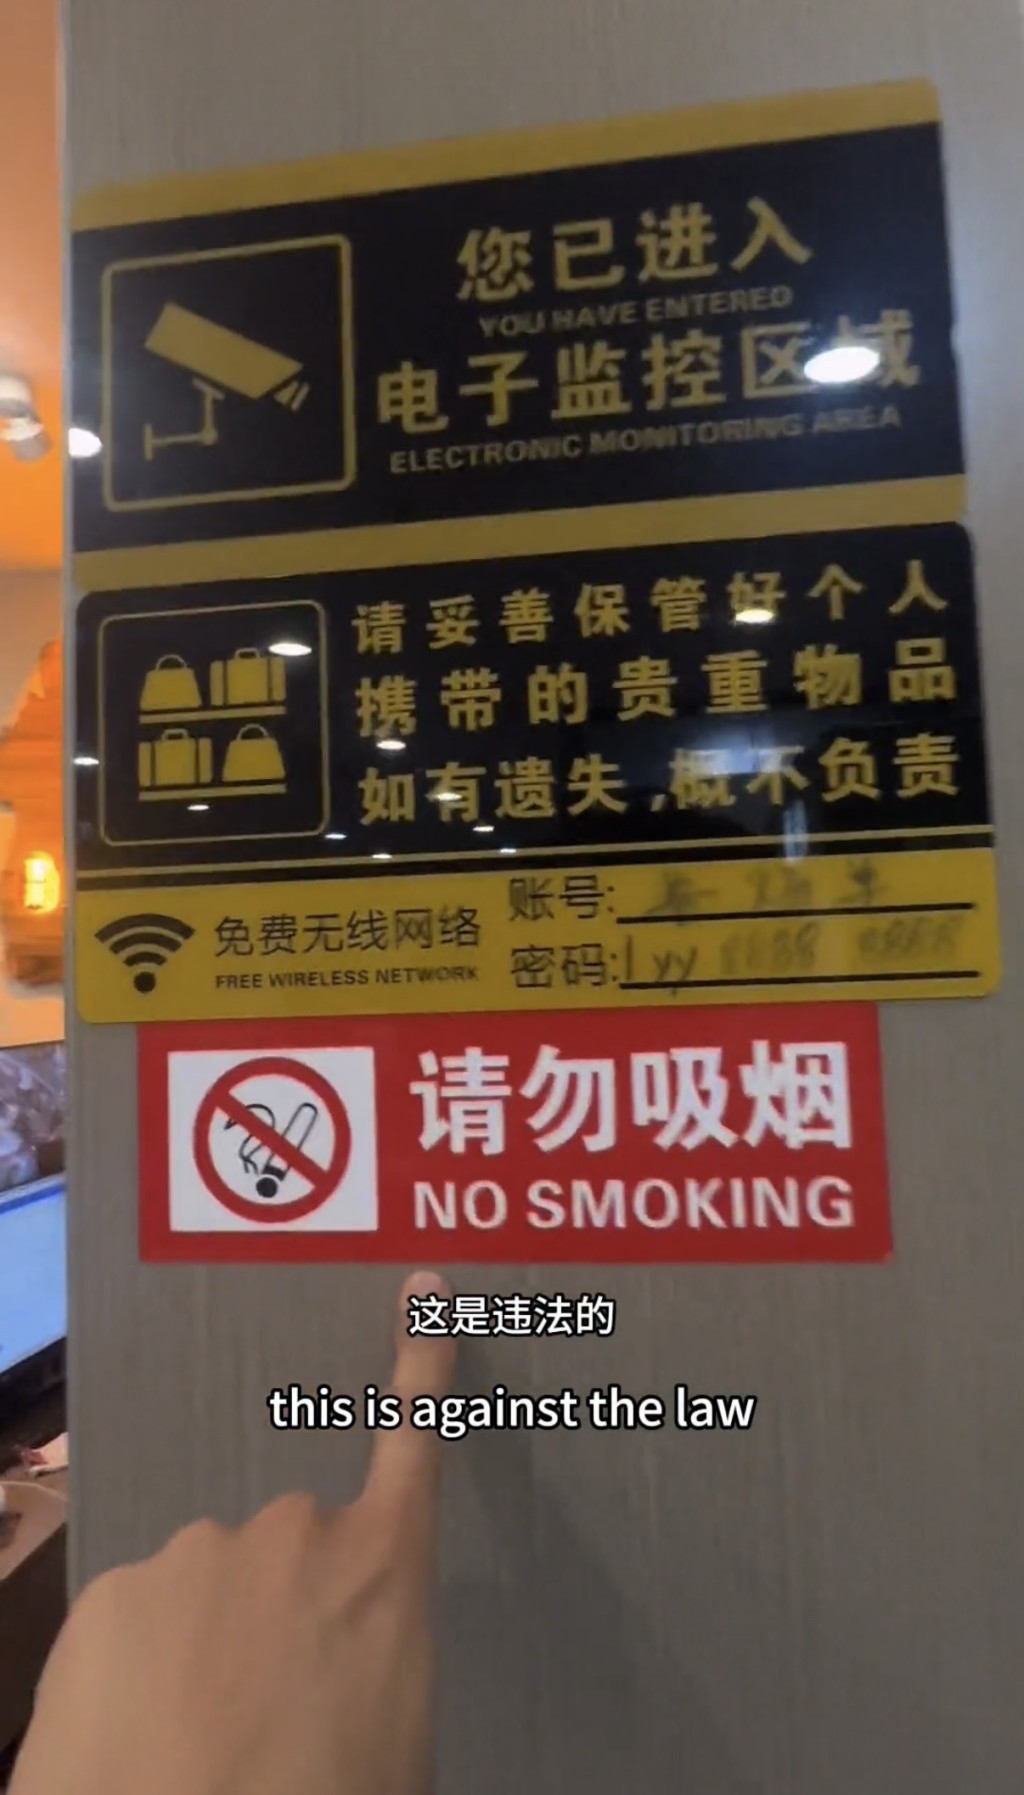 您已进入
YOU HAVE ENTERED
电子监控区域
ELECTRONIC MONITORING AREA
请妥善保管好个人
携带的贵重物品
如有遗失,概不负责
免费无线网络
FREE WIRELESS NETWORK
账号:
密码:lyy
请勿吸烟
NO SMOKING
这是违法的
this is against the law